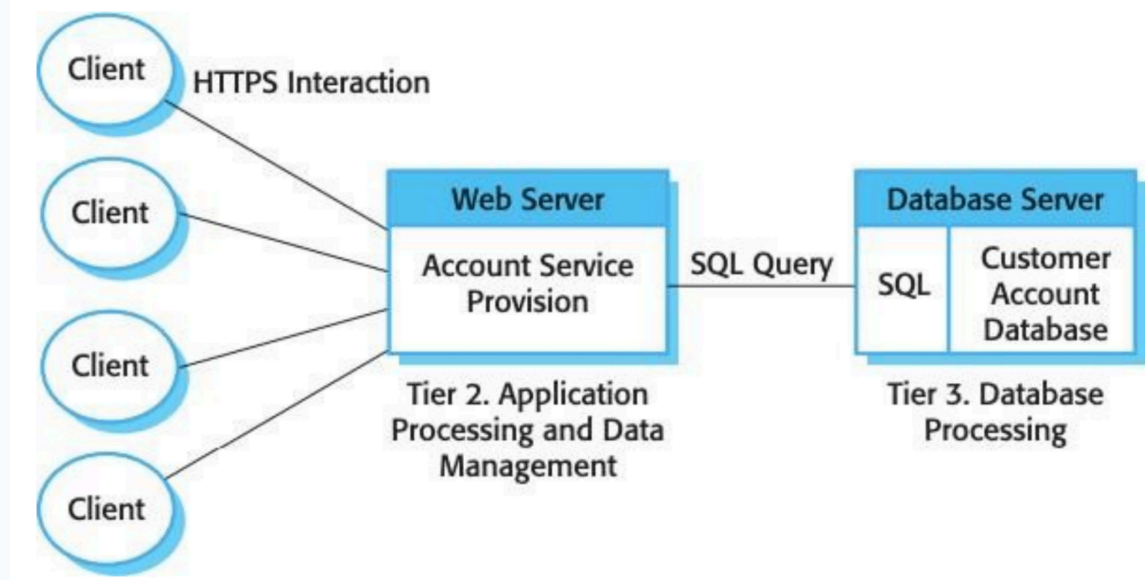 Client
HTTPS Interaction
Client
Client
Client
Web Server
Account Service
Provision
Tier 2. Application
Processing and Data
Management
SQL Query
Database Server
SQL
Customer
Account
Database
Tier 3. Database
Processing